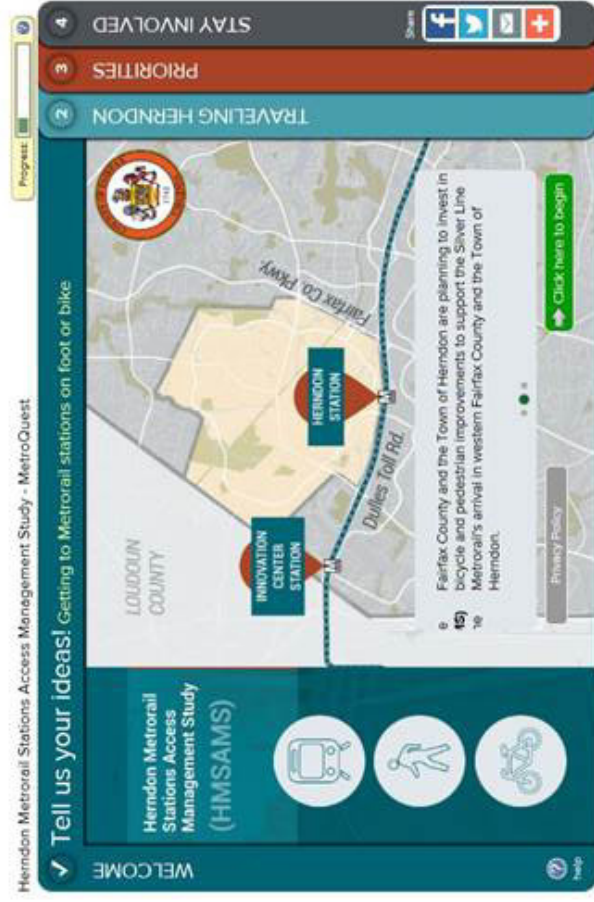 Herndon Metrorail Stations Access Management Study - MetroQuest
Progress:
Tell us your ideas! Getting to Metrorail stations on foot or bike
WELCOME
Herndon Metrorail
Stations Access
Management Study
(HMSAMS)
LOUDOUN
COUNTY
INNOVATION
CENTER
STATION
HERNDON
STATION
Fairfax Co. Pkwy.
Dulles Toll Rd.
1742
e
MS)
ne
Fairfax County and the Town of Herndon are planning to invest in
bicycle and pedestrian improvements to support the Silver Line
Metrorail's arrival in western Fairfax County and the Town of
Herndon.
Privacy Policy
Click here to begin
help
2
TRAVELING HERNDON
3
PRIORITIES
4
STAY INVOLVED
Share